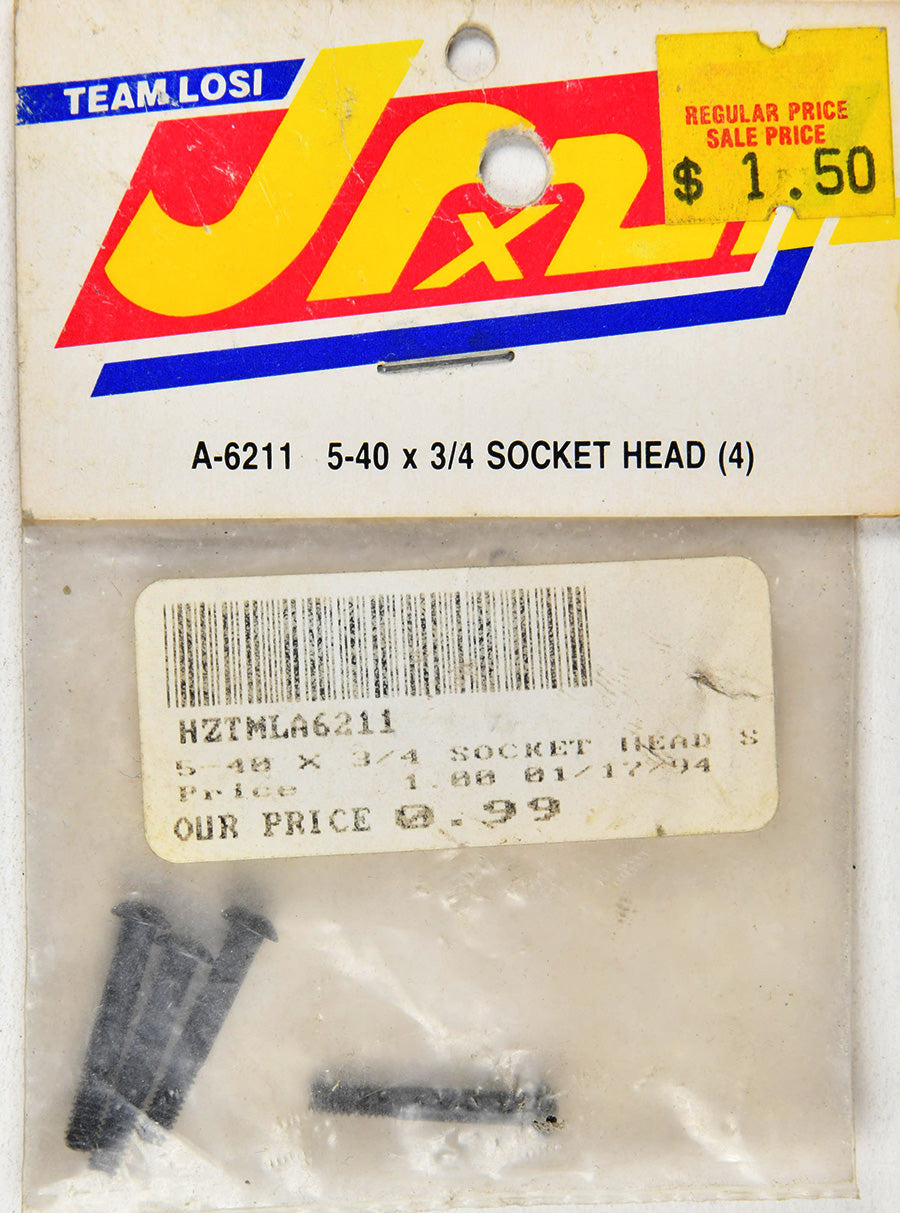 TEAM LOSI
Jrx2
REGULAR PRICE
SALE PRICE
$ 1.50
A-6211 5-40 x 3/4 SOCKET HEAD (4)
HZTMLA6211
5-40 X 3/4 SOCKET HEAD S
Price 1.00 01/17/94
OUR PRICE 0.99